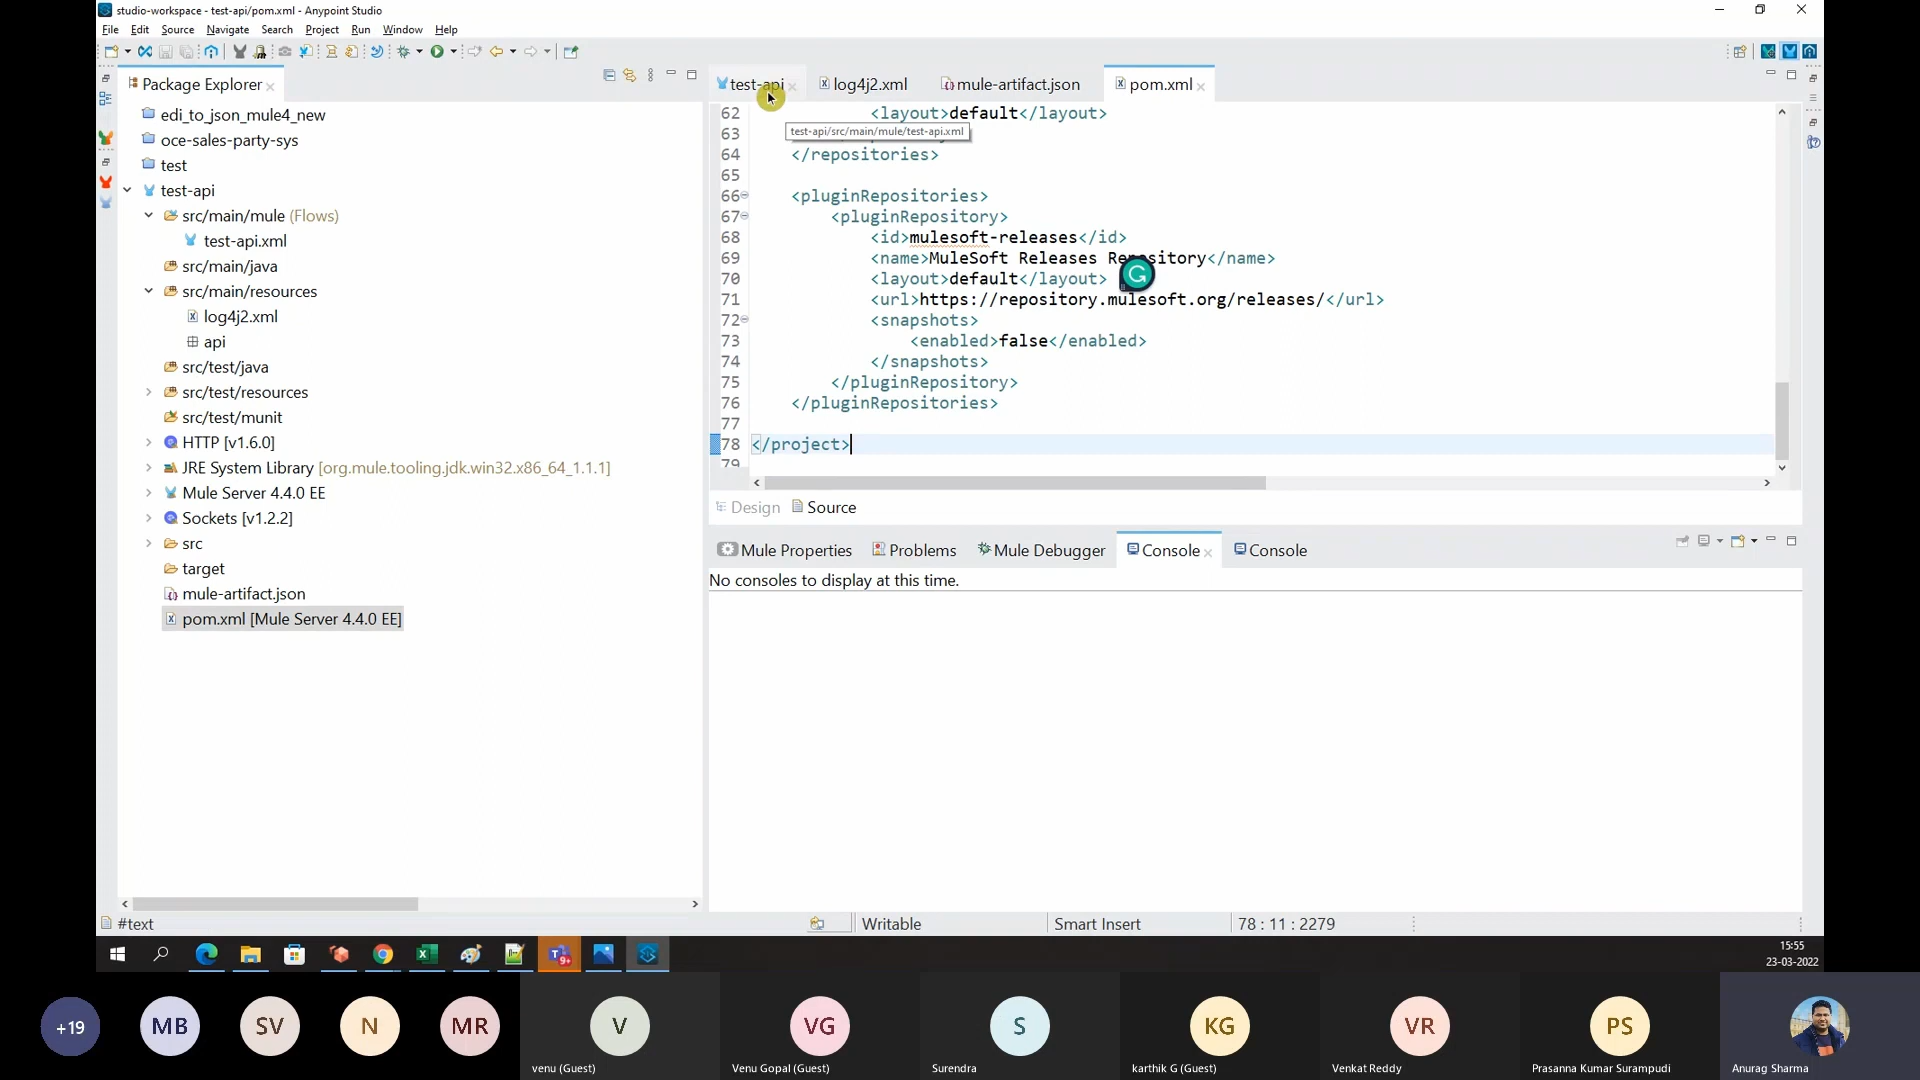 studio-workspace - test-api/pom.xml - Anypoint Studio
File Edit Source Navigate Search Project Run Window Help
Package Explorer
edi_to_json_mule4_new
oce-sales-party-sys
test
test-api
src/main/mule (Flows)
test-api.xml
src/main/java
src/main/resources
log4j2.xml
api
src/test/java
src/test/resources
src/test/munit
HTTP [v1.6.0]
JRE System Library [org.mule.tooling.jdk.win32.x86_64_1.1.1]
Mule Server 4.4.0 EE
Sockets [v1.2.2]
src
target
mule-artifact.json
pom.xml [Mule Server 4.4.0 EE]
test-api log4j2.xml mule-artifact.json pom.xml
62 <layout>default</layout>
test-api/src/main/mule/test-api.xml
63
64 </repositories>
65
66 <pluginRepositories>
67 <pluginRepository>
68 <id>mulesoft-releases</id>
69 <name>MuleSoft Releases Repository</name>
70 <layout>default</layout>
71 <url>https://repository.mulesoft.org/releases/</url>
72 <snapshots>
73 <enabled>false</enabled>
74 </snapshots>
75 </pluginRepository>
76 </pluginRepositories>
77
78 </project>
79
Design Source
Mule Properties Problems Mule Debugger Console Console
No consoles to display at this time.
#text Writable Smart Insert 78 : 11 : 2279
15:55
23-03-2022
+19 MB SV N MR V VG S KG VR PS
venu (Guest) Venu Gopal (Guest) Surendra karthik G (Guest) Venkat Reddy Prasanna Kumar Surampudi Anurag Sharma